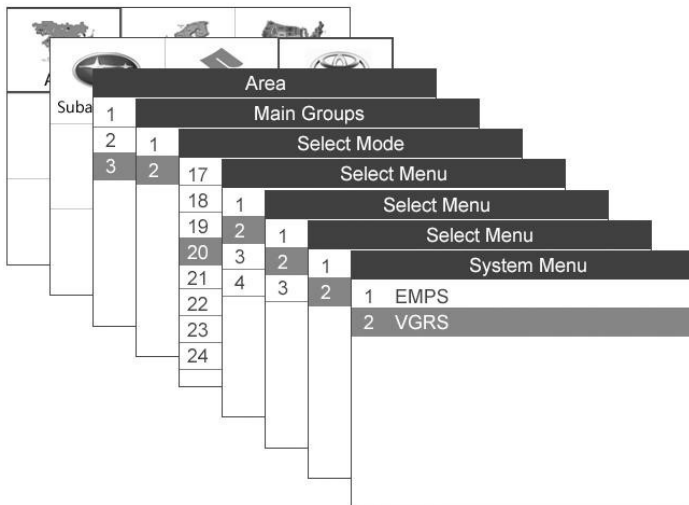 Suba
Area
1
2
3
Main Groups
1
2
Select Mode
17
18
19
20
21
22
23
24
Select Menu
1
2
3
4
Select Menu
1
2
3
Select Menu
1
2
System Menu
1 EMPS
2 VGRS